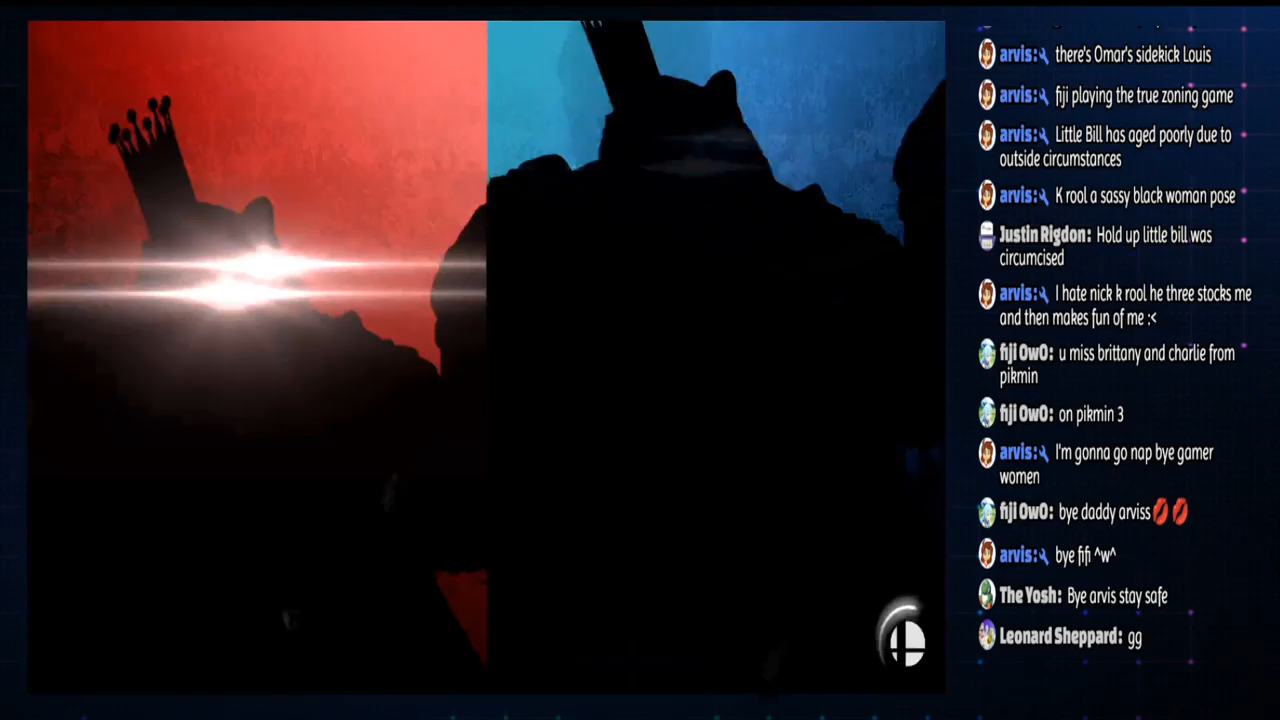 arvis: there's Omar's sidekick Louis
arvis: fiji playing the true zoning game
arvis: Little Bill has aged poorly due to
outside circumstances
arvis: K rool a sassy black woman pose
Justin Rigdon: Hold up little bill was
circumcised
arvis: I hate nick k rool he three stocks me
and then makes fun of me :<
fiji OwO: u miss brittany and charlie from
pikmin
fiji OwO: on pikmin 3
arvis: I'm gonna go nap bye gamer
women
fiji OwO: bye daddy arviss💋💋
arvis: bye fifi ^w^
The Yosh: Bye arvis stay safe
Leonard Sheppard: gg